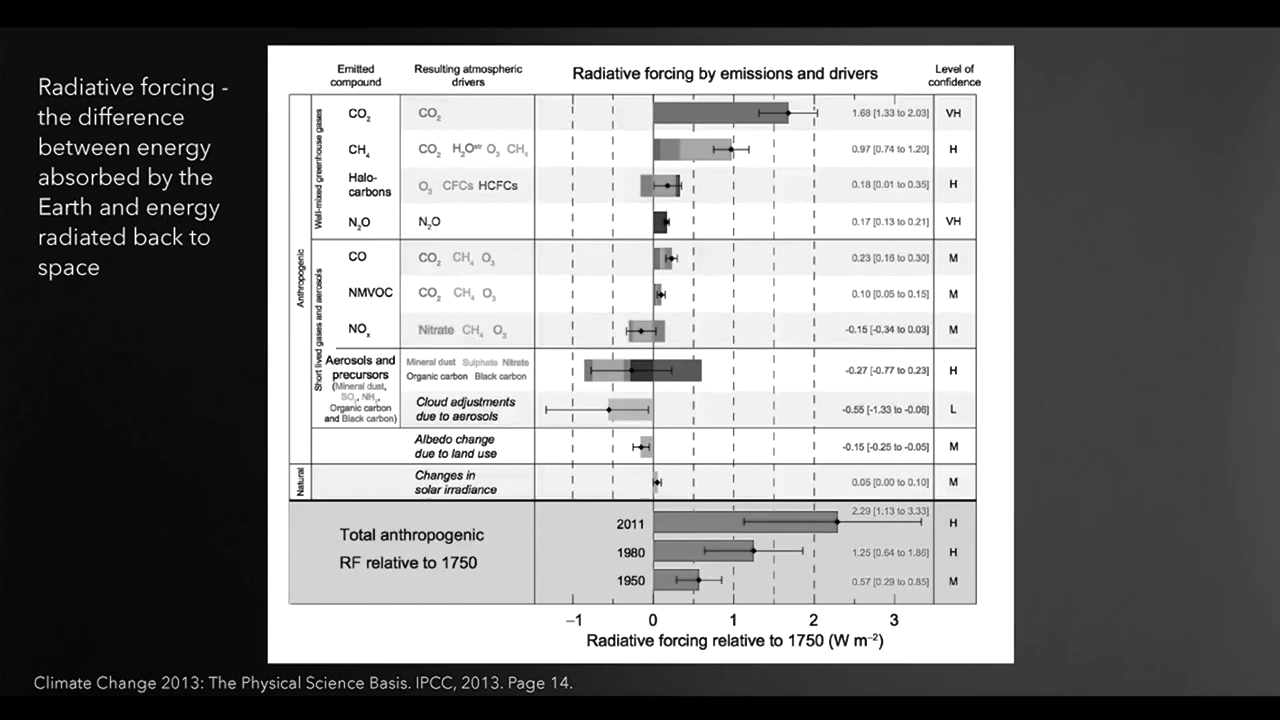 Radiative forcing -
the difference
between energy
absorbed by the
Earth and energy
radiated back to
space
Emitted
compound
Resulting atmospheric
drivers
Radiative forcing by emissions and drivers
Level of
confidence
Anthropogenic
Well-mixed greenhouse gases
CO₂ CO₂ 1.68 [1.33 to 2.03] VH
CH₄ CO₂ H₂Oˢᵗʳ O₃ CH₄ 0.97 [0.74 to 1.20] H
Halo-
carbons O₃ CFCs HCFCs 0.18 [0.01 to 0.35] H
N₂O N₂O 0.17 [0.13 to 0.21] VH
Short lived gases and aerosols
CO CO₂ CH₄ O₃ 0.23 [0.16 to 0.30] M
NMVOC CO₂ CH₄ O₃ 0.10 [0.05 to 0.15] M
NOₓ Nitrate CH₄ O₃ -0.15 [-0.34 to 0.03] M
Aerosols and
precursors
(Mineral dust,
SO₂, NH₃,
Organic carbon
and Black carbon)
Mineral dust Sulphate Nitrate
Organic carbon Black carbon
-0.27 [-0.77 to 0.23] H
Cloud adjustments
due to aerosols
-0.55 [-1.33 to -0.06] L
Albedo change
due to land use
-0.15 [-0.25 to -0.05] M
Natural
Changes in
solar irradiance
0.05 [0.00 to 0.10] M
Total anthropogenic
RF relative to 1750
2011 2.29 [1.13 to 3.33] H
1980 1.25 [0.64 to 1.86] H
1950 0.57 [0.29 to 0.85] M
−1 0 1 2 3
Radiative forcing relative to 1750 (W m⁻²)
Climate Change 2013: The Physical Science Basis. IPCC, 2013. Page 14.